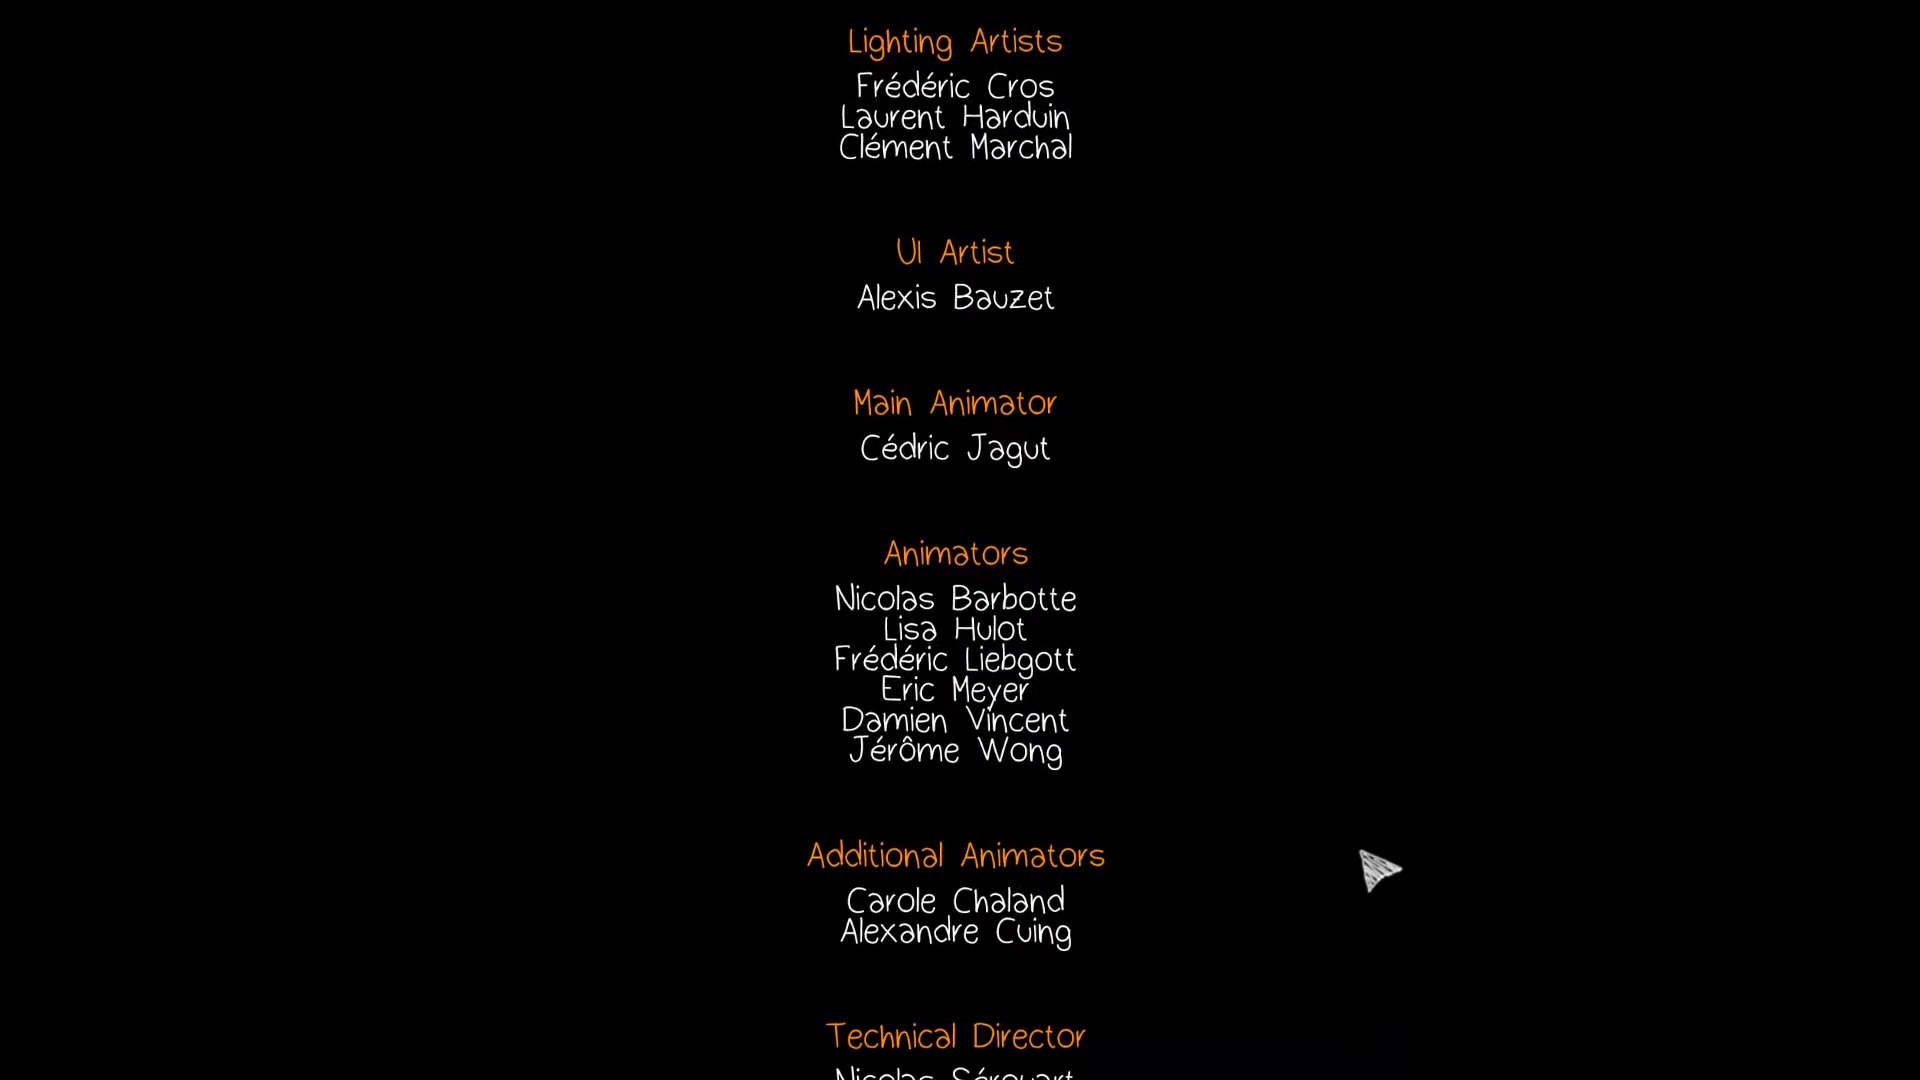 Lighting Artists
Frédéric Cros
Laurent Harduin
Clément Marchal
UI Artist
Alexis Bauzet
Main Animator
Cédric Jagut
Animators
Nicolas Barbotte
Lisa Hulot
Frédéric Liebgott
Eric Meyer
Damien Vincent
Jérôme Wong
Additional Animators
Carole Chaland
Alexandre Cuing
Technical Director
Nicolas